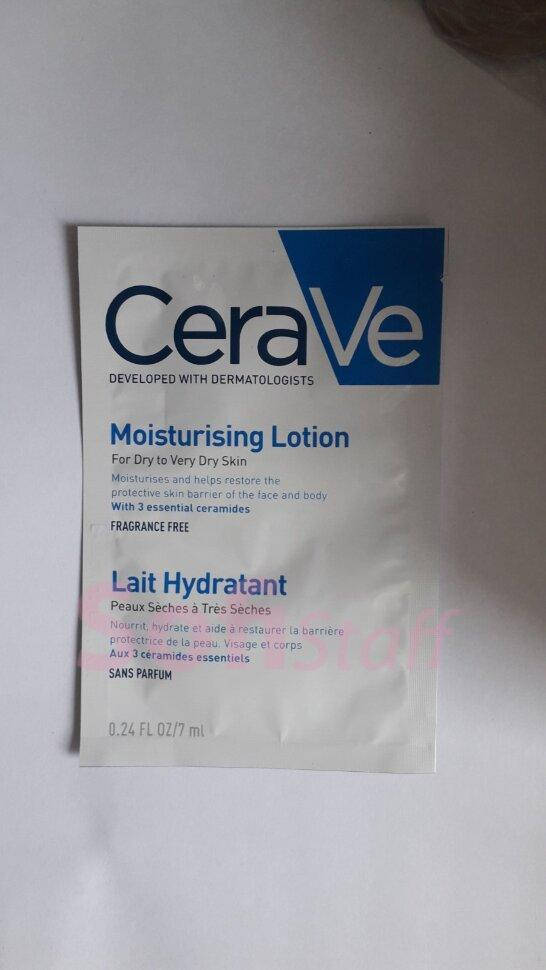 CeraVe
DEVELOPED WITH DERMATOLOGISTS
Moisturising Lotion
For Dry to Very Dry Skin
Moisturises and helps restore the
protective skin barrier of the face and body
With 3 essential ceramides
FRAGRANCE FREE
Lait Hydratant
Peaux Sèches à Très Sèches
Nourrit, hydrate et aide à restaurer la barrière
protectrice de la peau. Visage et corps
Aux 3 céramides essentiels
SANS PARFUM
0.24 FL OZ/7 ml